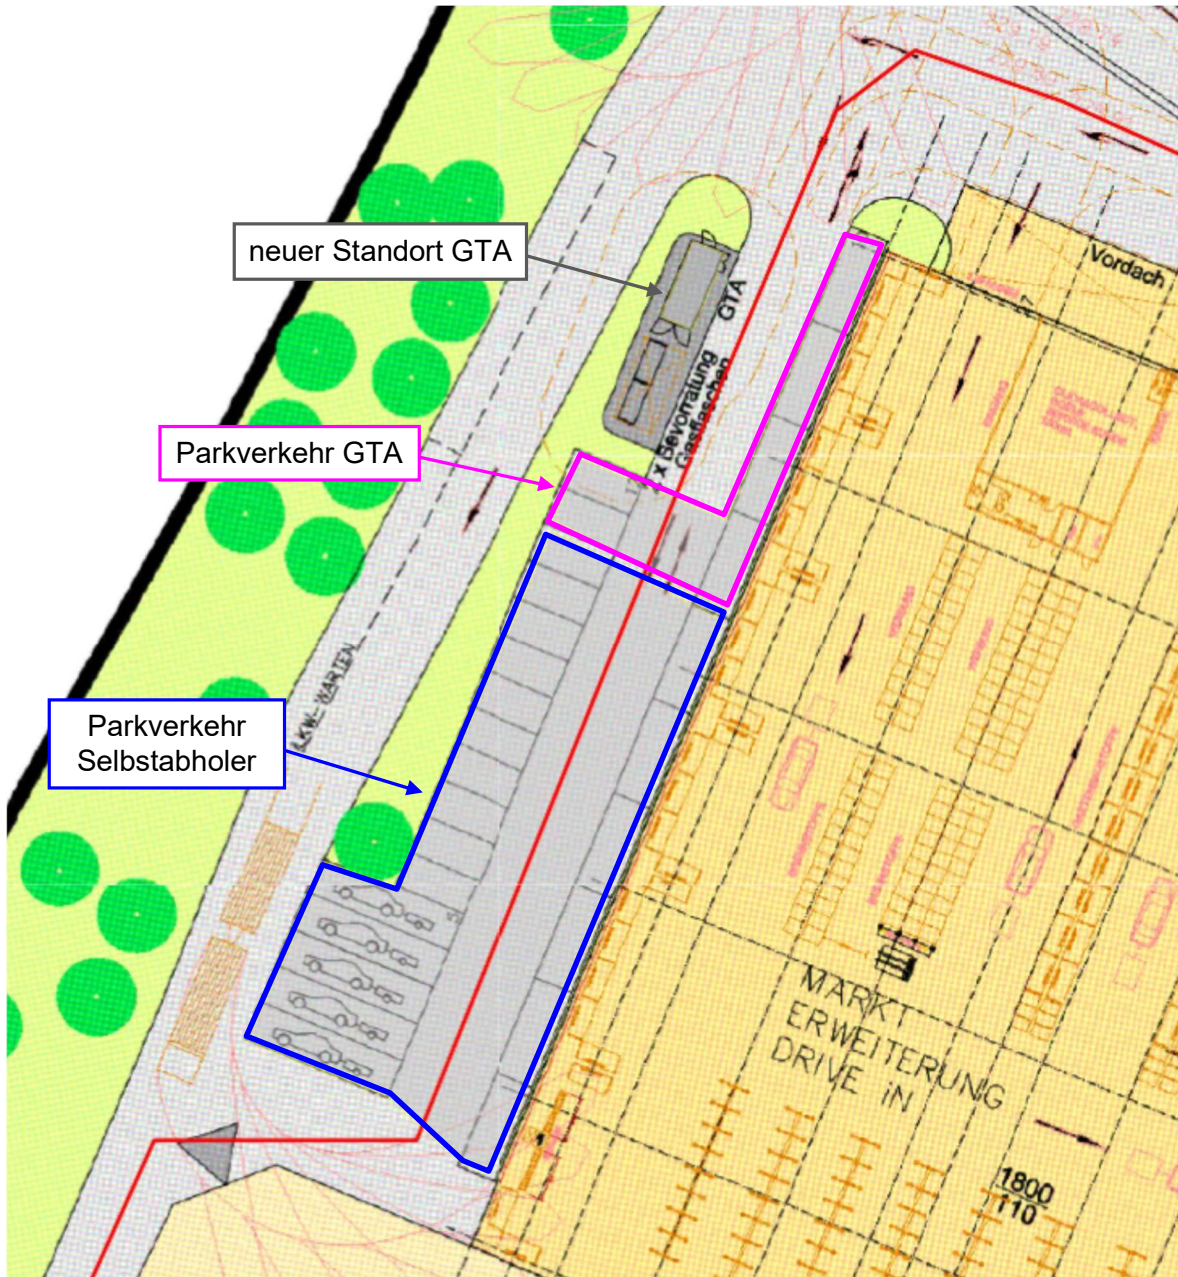 neuer Standort GTA
Vordach
GTA
2 x Bevorratung
Gasflaschen
Parkverkehr GTA
LKW-WARTEN
Parkverkehr
Selbstabholer
MARKT
ERWEITERUNG
DRIVE iN
1800
110